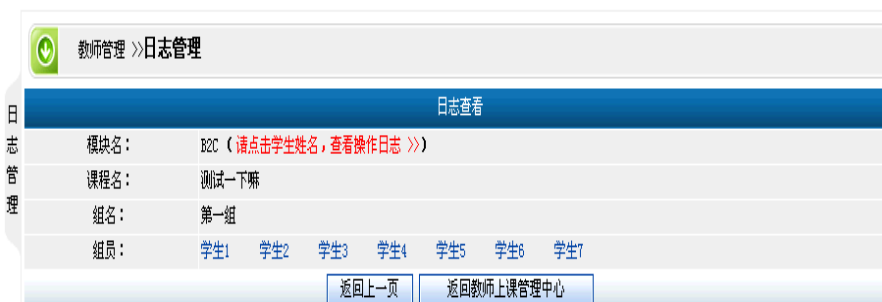 教师管理 >>日志管理
日志管理
日志查看
模块名： B2C （请点击学生姓名，查看操作日志 >>）
课程名： 测试一下嘛
组名： 第一组
组员： 学生1 学生2 学生3 学生4 学生5 学生6 学生7
返回上一页 返回教师上课管理中心